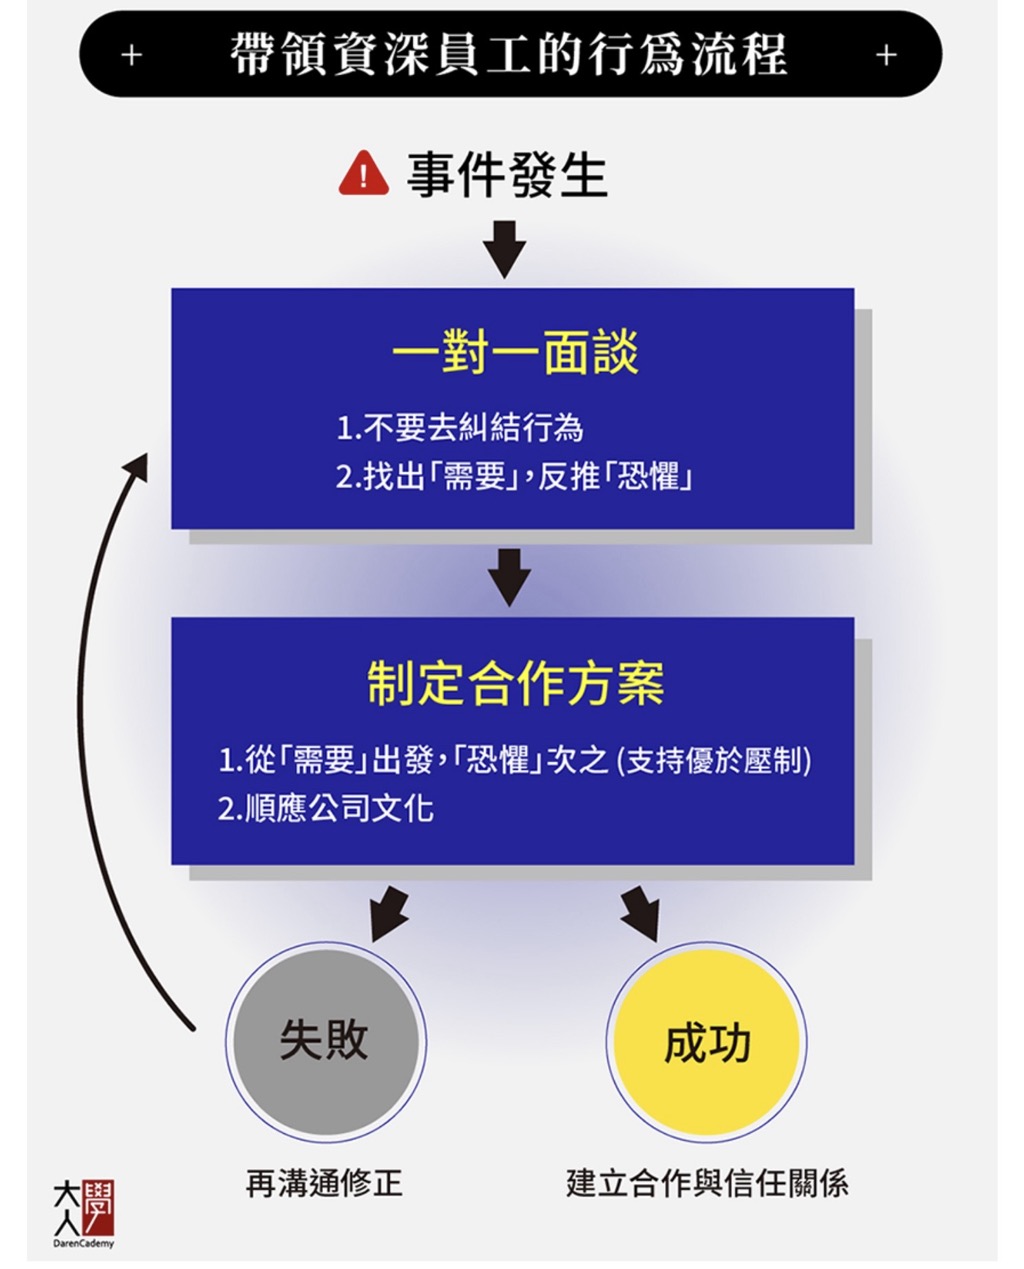 + 帶領資深員工的行為流程 +
! 事件發生
一對一面談
1.不要去糾結行為
2.找出「需要」,反推「恐懼」
制定合作方案
1.從「需要」出發,「恐懼」次之 (支持優於壓制)
2.順應公司文化
失敗
成功
再溝通修正
建立合作與信任關係
大人學
DarenCademy